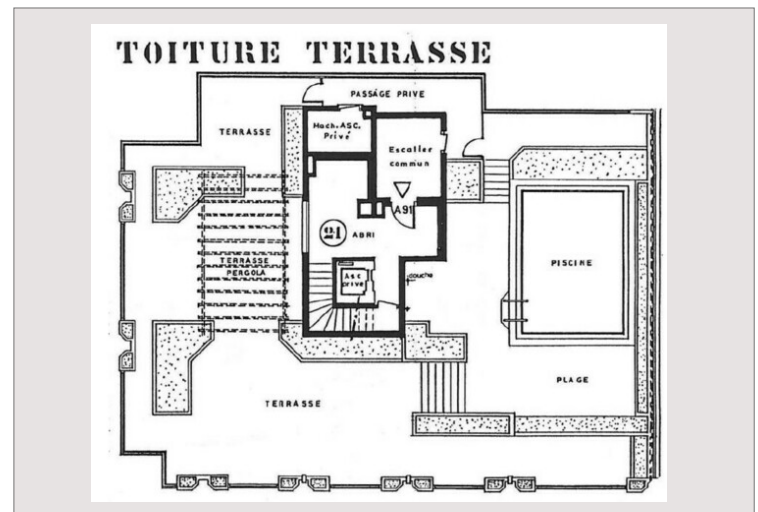 TOITURE TERRASSE
PASSAGE PRIVE
TERRASSE
Mach. ASC.
Privé
Escalier
commun
A91
21
ABRI
TERRASSE
PERGOLA
Asc
privé
douche
PISCINE
PLAGE
TERRASSE